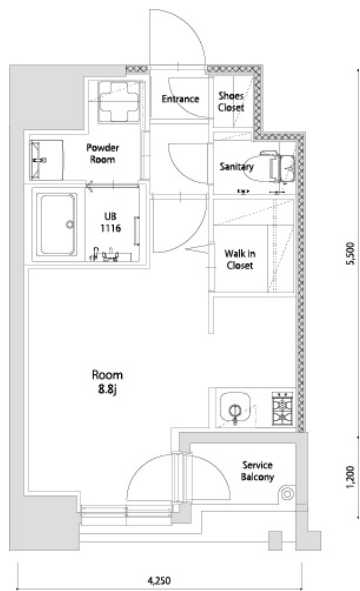 Entrance
Shoes
Closet
Powder
Room
Sanitary
UB
1116
Walk in
Closet
5,500
Room
8.8j
Service
Balcony
1,200
4,250